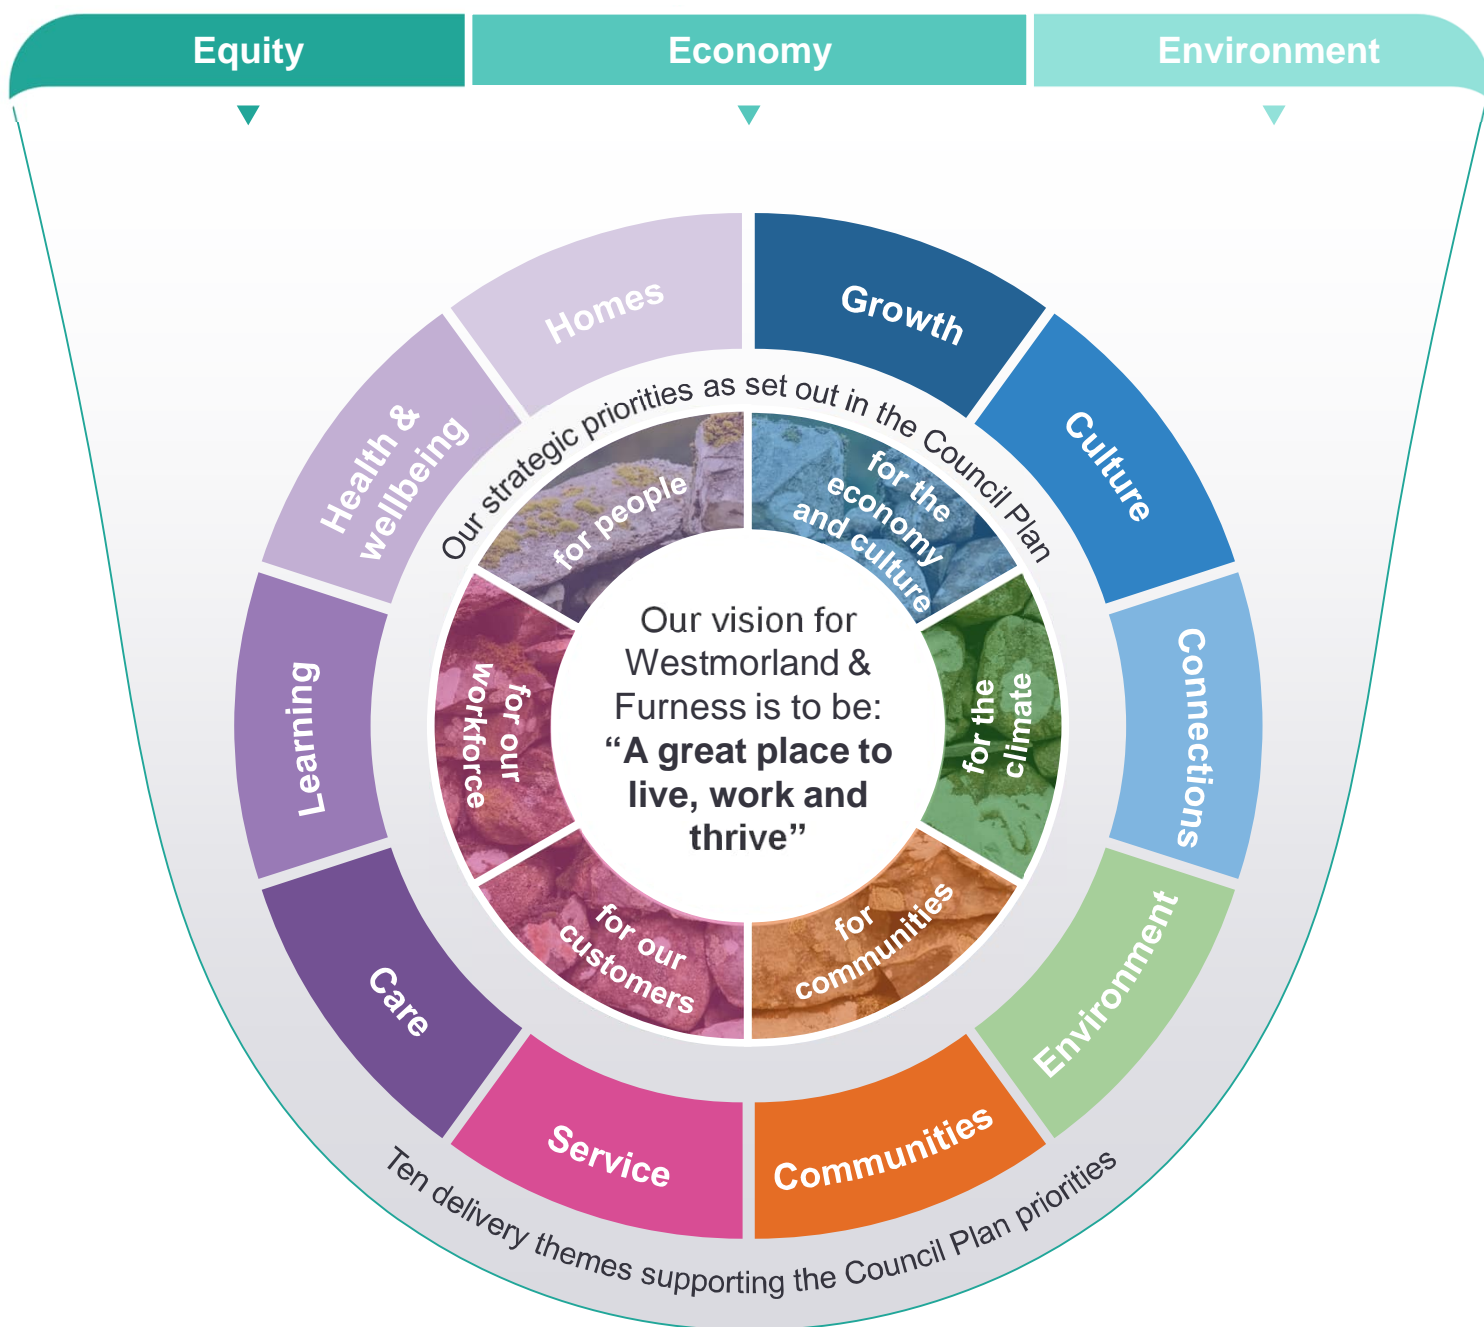 Equity
Economy
Environment
Homes
Growth
Culture
Connections
Environment
Communities
Service
Care
Learning
Health &
wellbeing
Our strategic priorities as set out in the Council Plan
for people
for the
economy
and culture
for the
climate
for
communities
for our
customers
for our
workforce
Our vision for
Westmorland &
Furness is to be:
“A great place to
live, work and
thrive”
Ten delivery themes supporting the Council Plan priorities